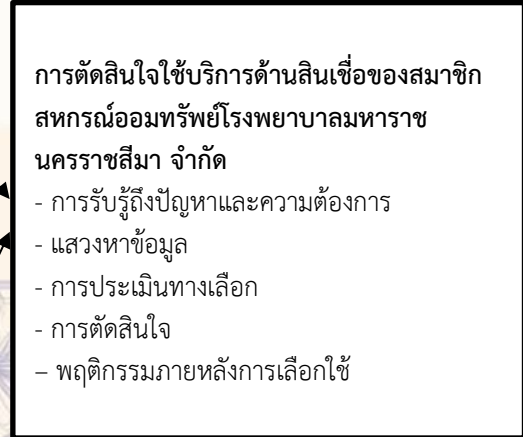 การตัดสินใจใช้บริการด้านสินเชื่อของสมาชิก
สหกรณ์ออมทรัพย์โรงพยาบาลมหาราช
นครราชสีมา จำกัด
- การรับรู้ถึงปัญหาและความต้องการ
- แสวงหาข้อมูล
- การประเมินทางเลือก
- การตัดสินใจ
– พฤติกรรมภายหลังการเลือกใช้